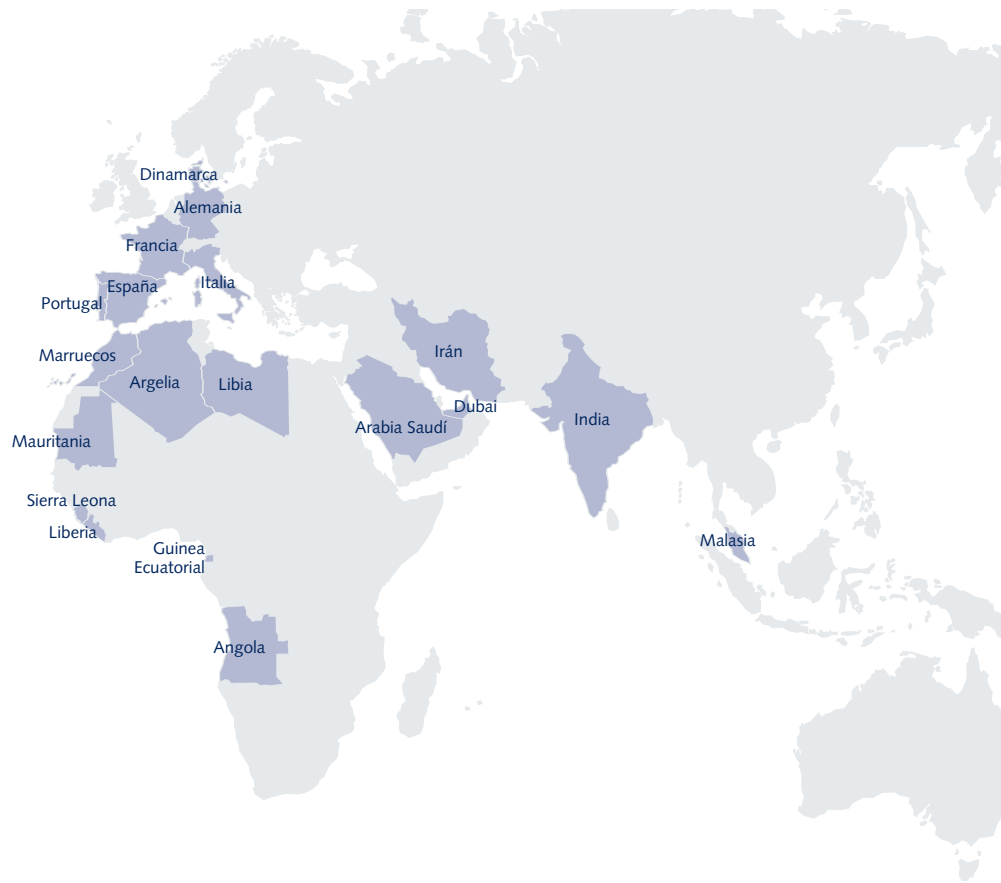 Dinamarca
Alemania
Francia
Italia
España
Portugal
Marruecos
Irán
Argelia
Libia
Dubai
India
Arabia Saudí
Mauritania
Sierra Leona
Liberia
Malasia
Guinea
Ecuatorial
Angola